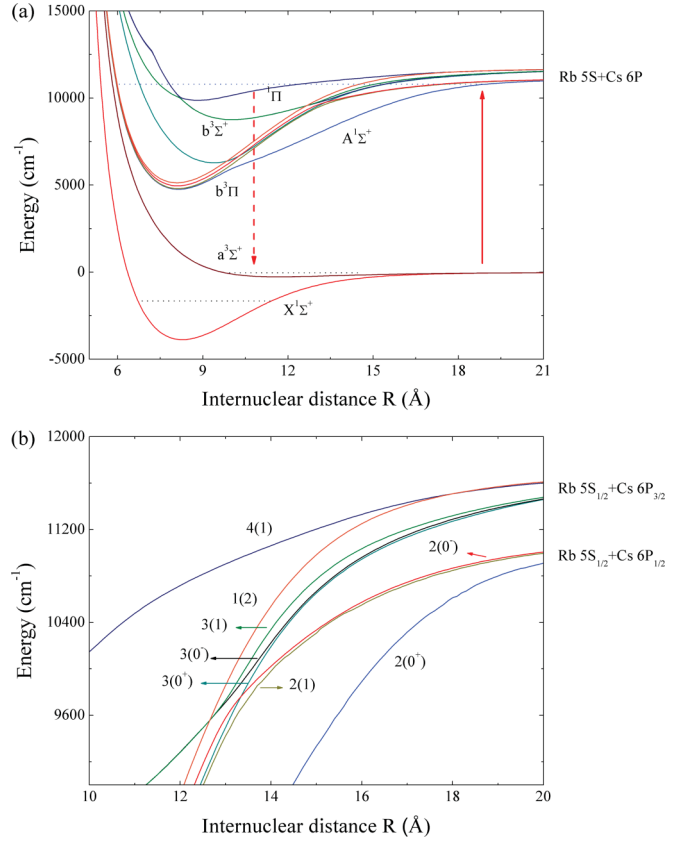 (a)
15000
10000
5000
0
-5000
Energy (cm⁻¹)
6
9
12
15
18
21
Internuclear distance R (Å)
Rb 5S+Cs 6P
¹Π
b³Σ⁺
A¹Σ⁺
b³Π
a³Σ⁺
X¹Σ⁺
(b)
12000
11200
10400
9600
Energy (cm⁻¹)
10
12
14
16
18
20
Internuclear distance R (Å)
Rb 5S₁/₂+Cs 6P₃/₂
Rb 5S₁/₂+Cs 6P₁/₂
4(1)
2(0⁻)
1(2)
3(1)
3(0⁻)
3(0⁺)
2(1)
2(0⁺)